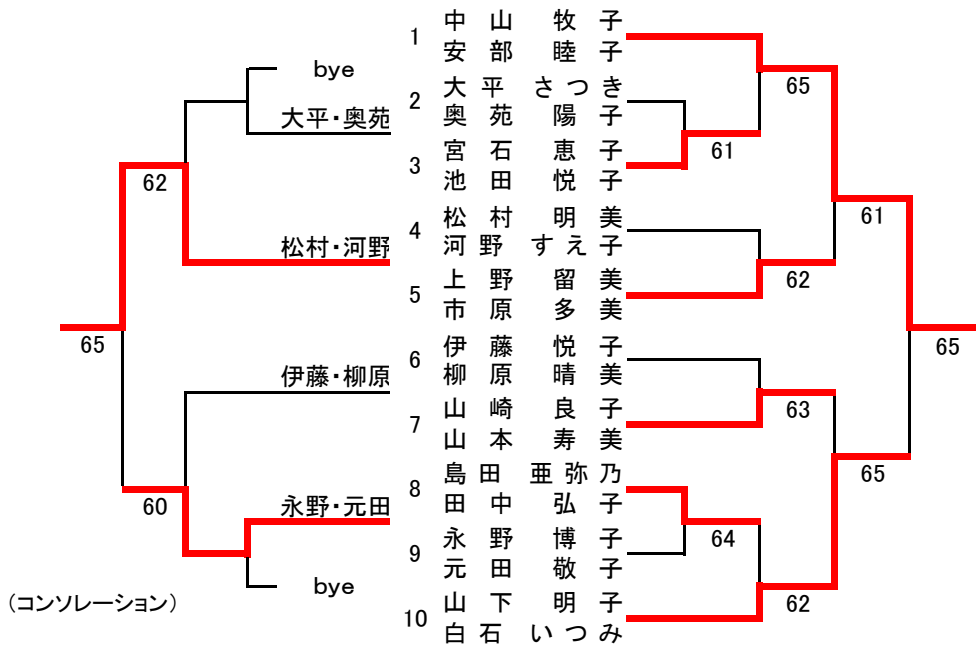 1 中山 牧子
安部 睦子
2 大平 さつき
奥苑 陽子
3 宮石 恵子
池田 悦子
4 松村 明美
河野 すえ子
5 上野 留美
市原 多美
6 伊藤 悦子
柳原 晴美
7 山崎 良子
山本 寿美
8 島田 亜弥乃
田中 弘子
9 永野 博子
元田 敬子
10 山下 明子
白石 いつみ
bye
大平・奥苑
62
松村・河野
65
伊藤・柳原
60
永野・元田
bye
(コンソレーション)
65
61
61
62
65
63
65
64
62